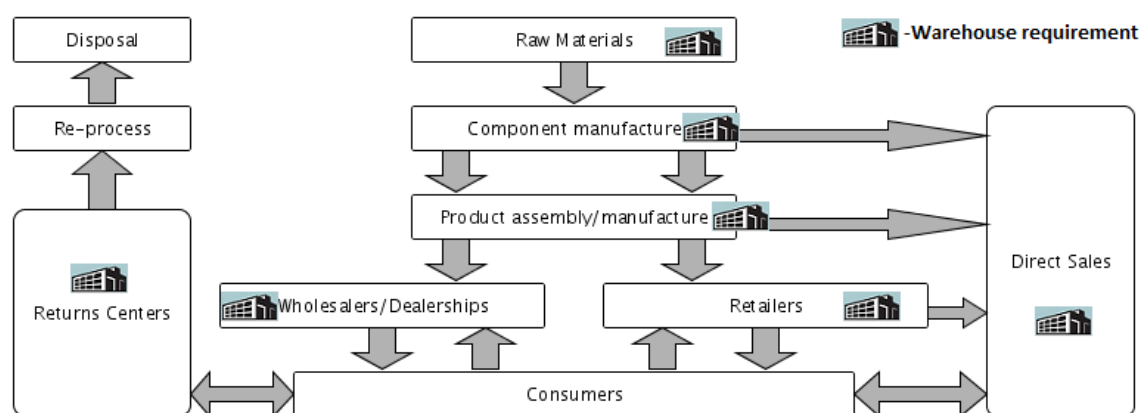 Disposal
Raw Materials
-Warehouse requirement
Re-process
Component manufacture
Product assembly/manufacture
Direct Sales
Returns Centers
Wholesalers/Dealerships
Retailers
Consumers